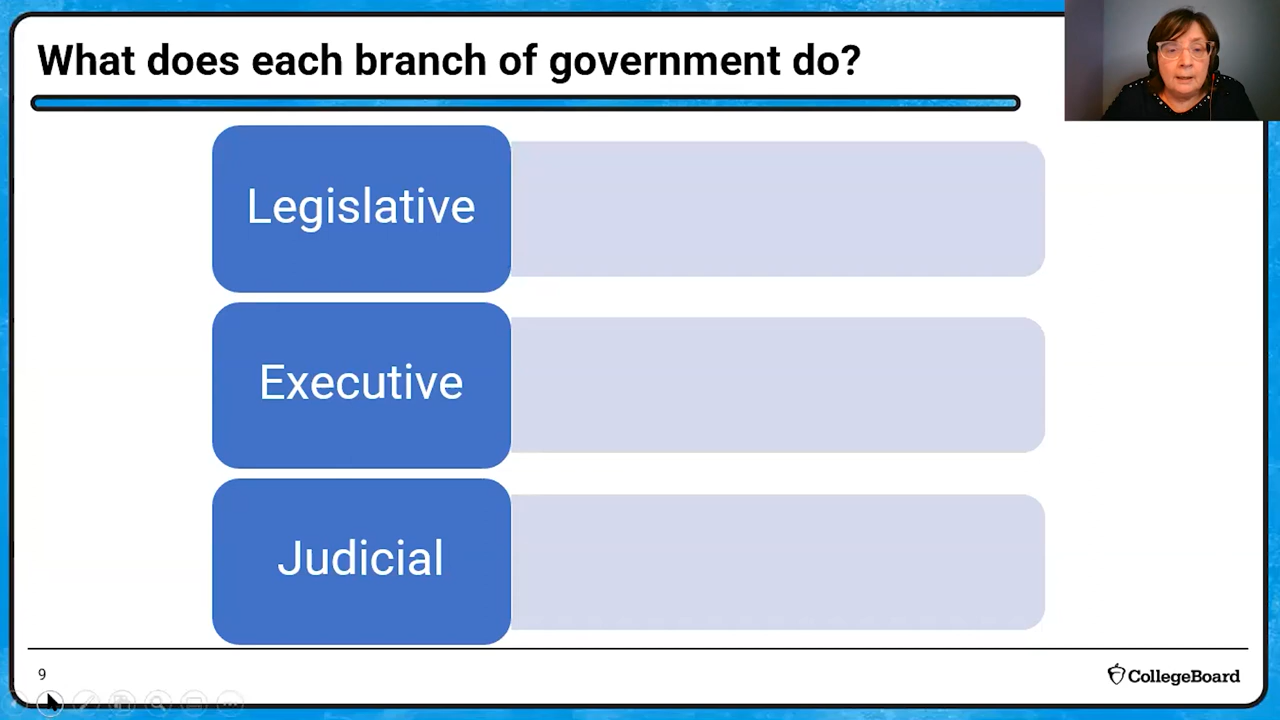 What does each branch of government do?
Legislative
Executive
Judicial
9
CollegeBoard